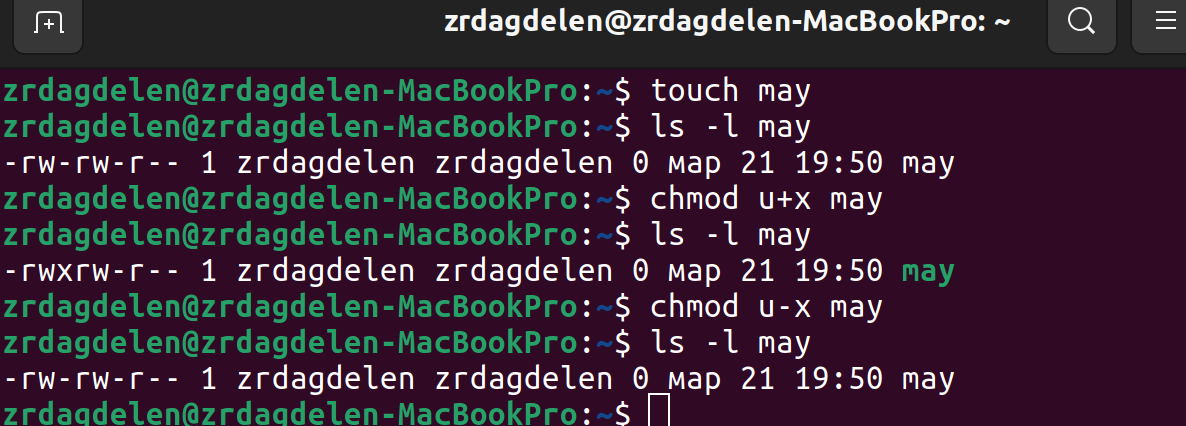 zrdagdelen@zrdagdelen-MacBookPro: ~
zrdagdelen@zrdagdelen-MacBookPro:~$ touch may
zrdagdelen@zrdagdelen-MacBookPro:~$ ls -l may
-rw-rw-r-- 1 zrdagdelen zrdagdelen 0 мар 21 19:50 may
zrdagdelen@zrdagdelen-MacBookPro:~$ chmod u+x may
zrdagdelen@zrdagdelen-MacBookPro:~$ ls -l may
-rwxrw-r-- 1 zrdagdelen zrdagdelen 0 мар 21 19:50 may
zrdagdelen@zrdagdelen-MacBookPro:~$ chmod u-x may
zrdagdelen@zrdagdelen-MacBookPro:~$ ls -l may
-rw-rw-r-- 1 zrdagdelen zrdagdelen 0 мар 21 19:50 may
zrdagdelen@zrdagdelen-MacBookPro:~$